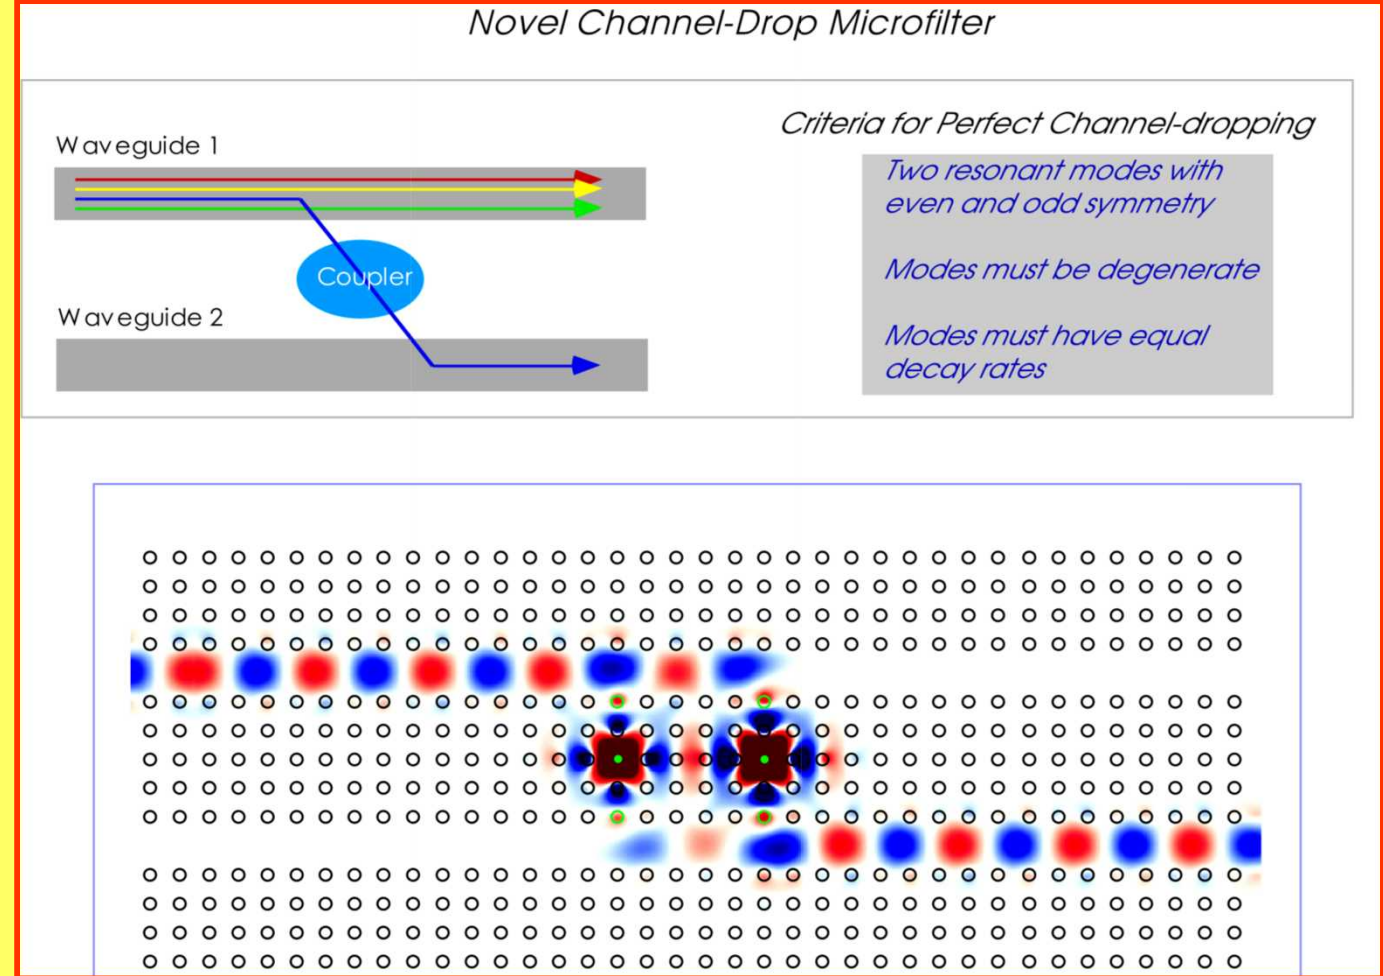 Novel Channel-Drop Microfilter
Waveguide 1
Coupler
Waveguide 2
Criteria for Perfect Channel-dropping
Two resonant modes with
even and odd symmetry
Modes must be degenerate
Modes must have equal
decay rates